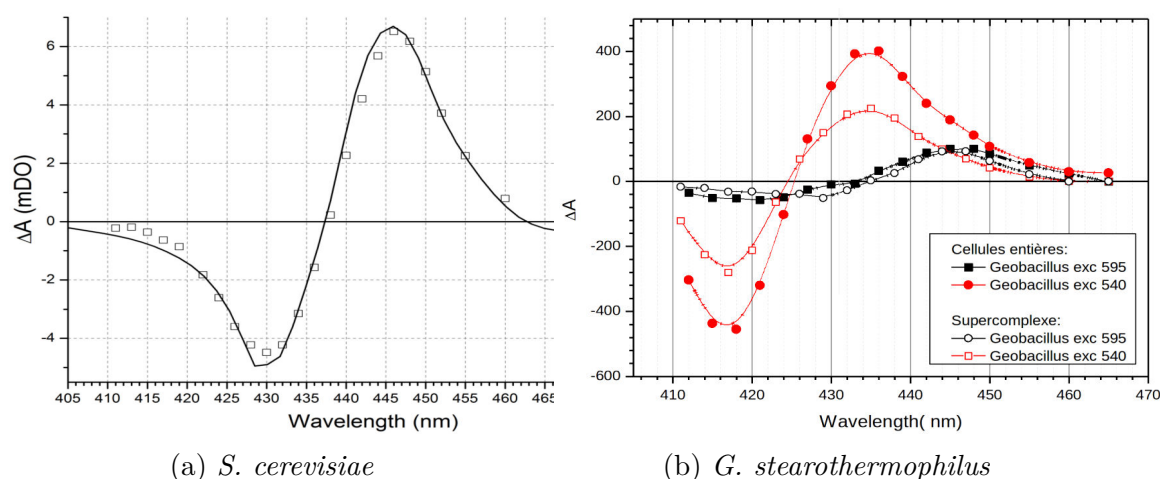 ΔA (mDO)
6
4
2
0
-2
-4
405 410 415 420 425 430 435 440 445 450 455 460 465
Wavelength (nm)
(a) S. cerevisiae
ΔA
400
200
0
-200
-400
-600
410 420 430 440 450 460 470
Wavelength( nm)
Cellules entières:
Geobacillus exc 595
Geobacillus exc 540
Supercomplexe:
Geobacillus exc 595
Geobacillus exc 540
(b) G. stearothermophilus